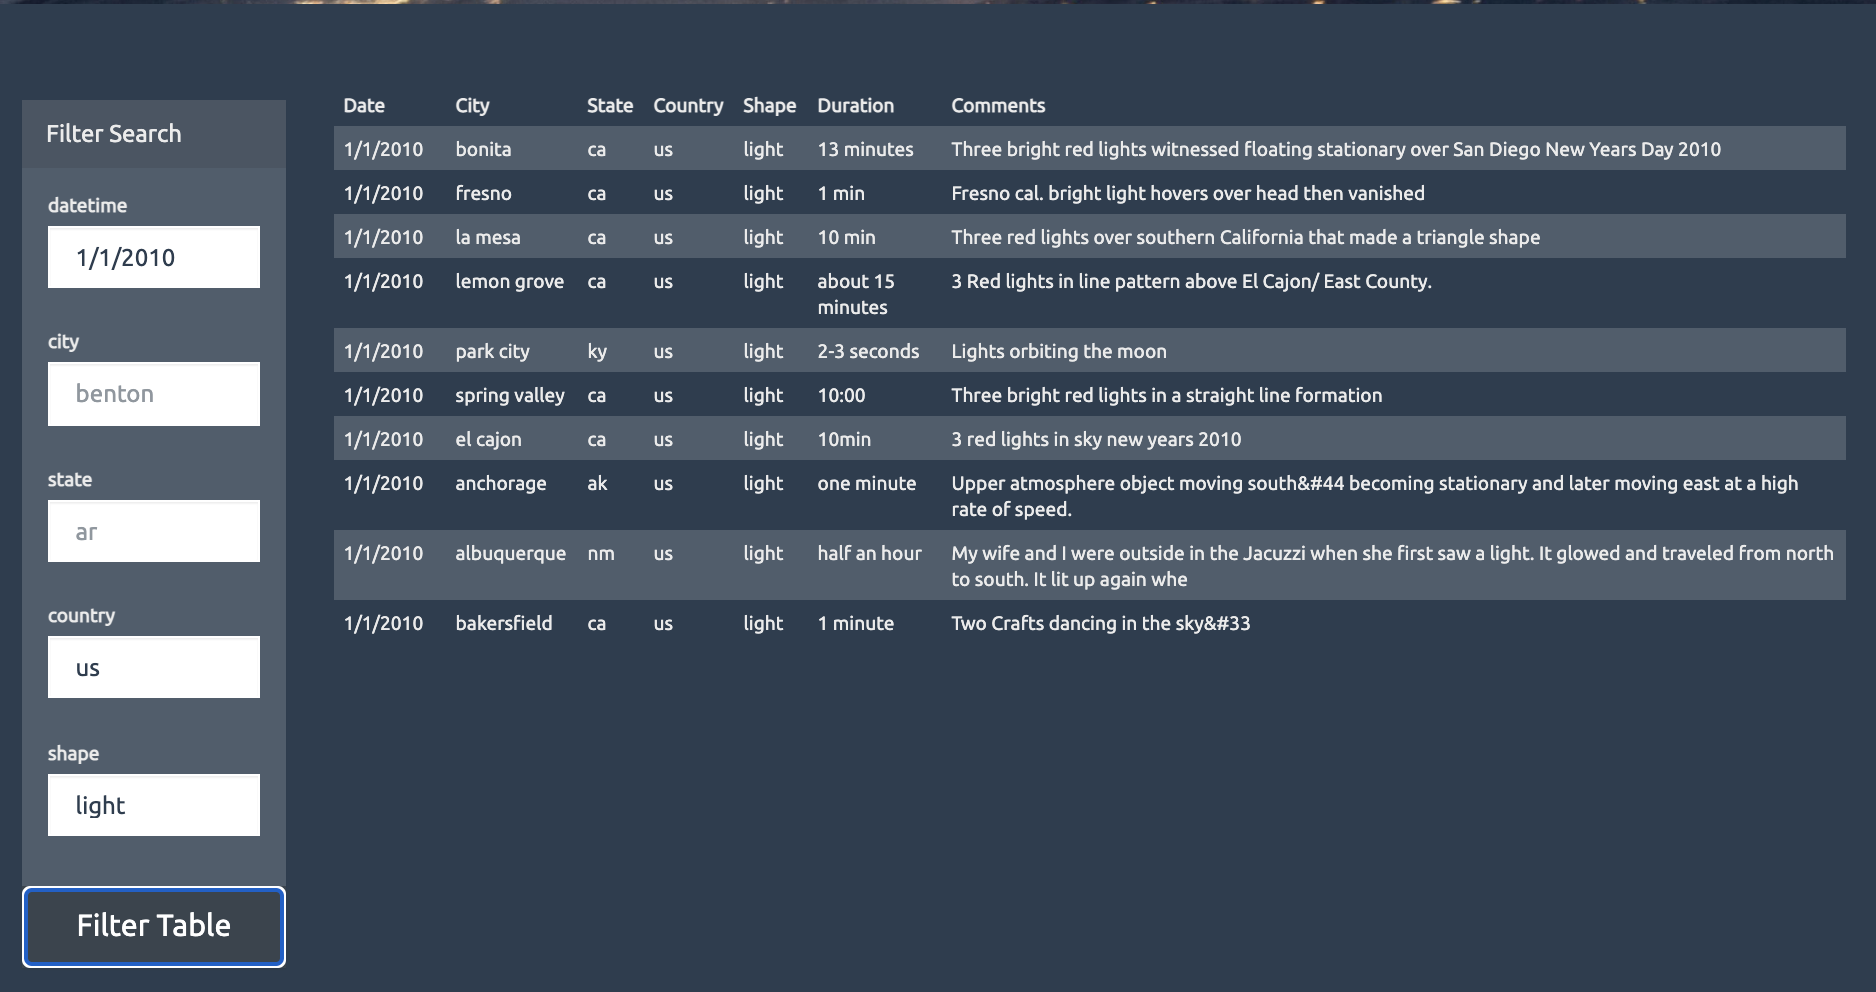 Filter Search
datetime
1/1/2010
city
benton
state
ar
country
us
shape
light
Filter Table
Date City State Country Shape Duration Comments
1/1/2010 bonita ca us light 13 minutes Three bright red lights witnessed floating stationary over San Diego New Years Day 2010
1/1/2010 fresno ca us light 1 min Fresno cal. bright light hovers over head then vanished
1/1/2010 la mesa ca us light 10 min Three red lights over southern California that made a triangle shape
1/1/2010 lemon grove ca us light about 15 3 Red lights in line pattern above El Cajon/ East County.
minutes
1/1/2010 park city ky us light 2-3 seconds Lights orbiting the moon
1/1/2010 spring valley ca us light 10:00 Three bright red lights in a straight line formation
1/1/2010 el cajon ca us light 10min 3 red lights in sky new years 2010
1/1/2010 anchorage ak us light one minute Upper atmosphere object moving south&#44 becoming stationary and later moving east at a high
rate of speed.
1/1/2010 albuquerque nm us light half an hour My wife and I were outside in the Jacuzzi when she first saw a light. It glowed and traveled from north
to south. It lit up again whe
1/1/2010 bakersfield ca us light 1 minute Two Crafts dancing in the sky&#33